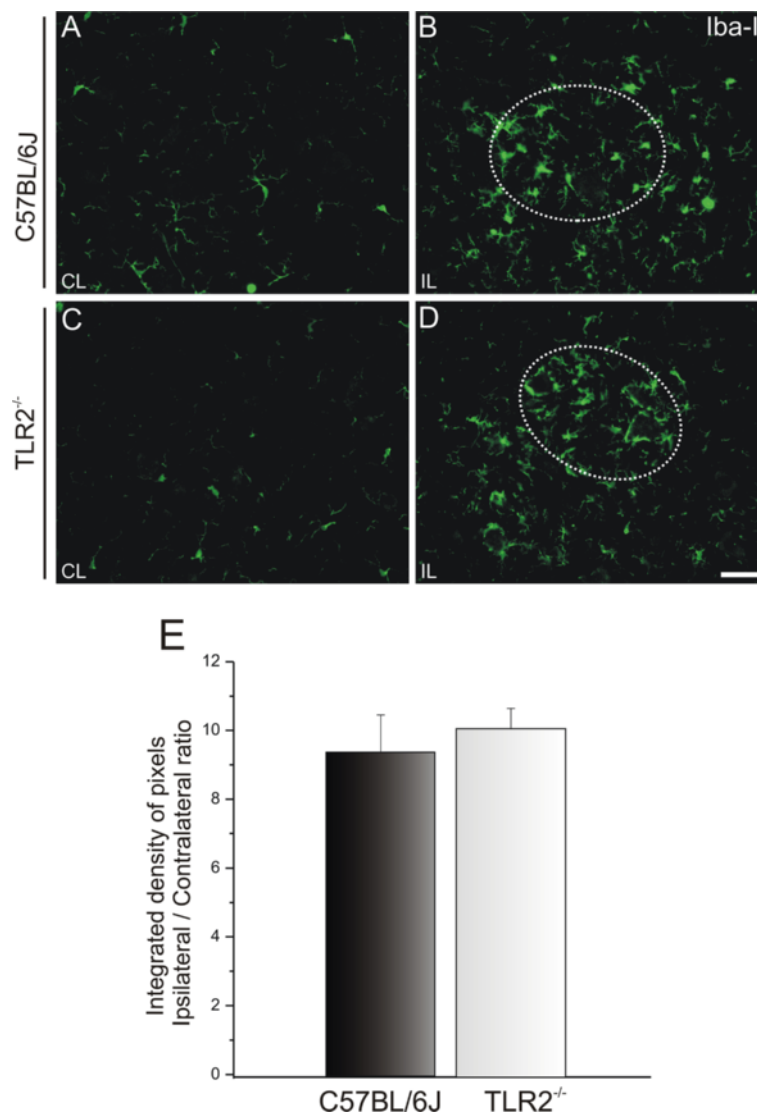 A
B
Iba-I
C57BL/6J
CL
IL
C
D
TLR2-/-
CL
IL
E
12
10
8
6
4
2
0
Integrated density of pixels
Ipsilateral / Contralateral ratio
C57BL/6J
TLR2-/-